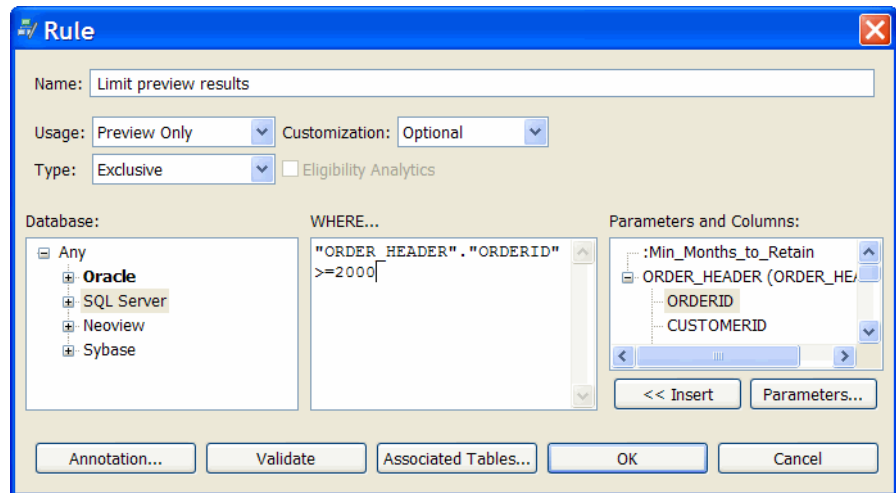 Rule
Name: Limit preview results
Usage: Preview Only Customization: Optional
Type: Exclusive Eligibility Analytics
Database:
Any
Oracle
SQL Server
Neoview
Sybase
WHERE...
"ORDER_HEADER"."ORDERID"
>=2000
Parameters and Columns:
:Min_Months_to_Retain
ORDER_HEADER (ORDER_HEA
ORDERID
CUSTOMERID
<< Insert Parameters...
Annotation... Validate Associated Tables... OK Cancel